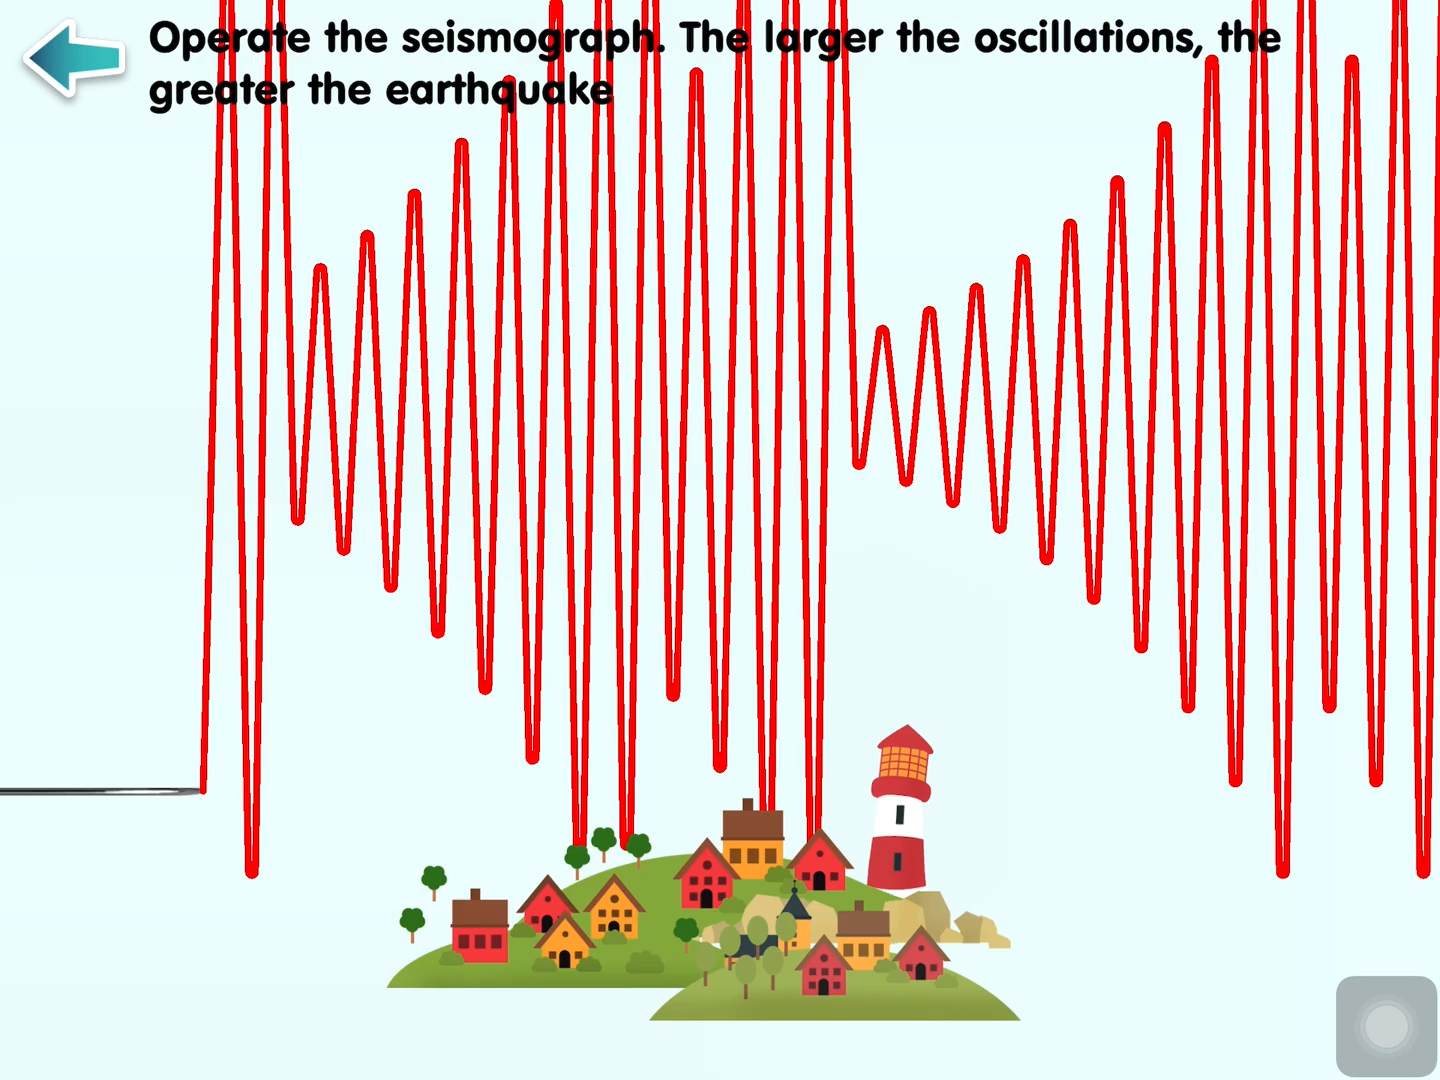 Operate the seismograph. The larger the oscillations, the
greater the earthquake